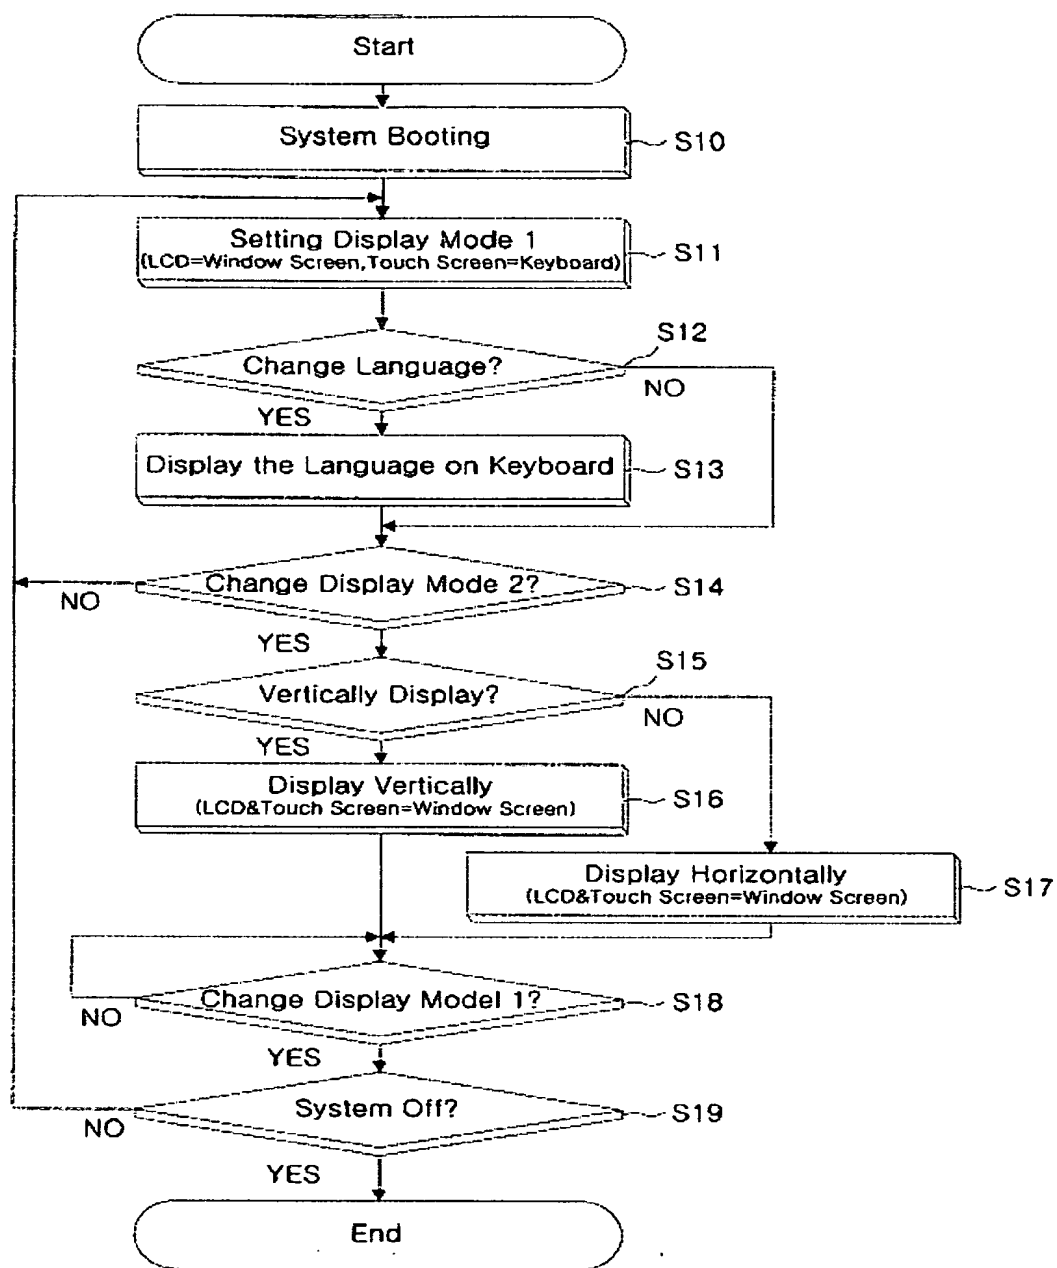 Start
System Booting
S10
Setting Display Mode 1
(LCD=Window Screen,Touch Screen=Keyboard)
S11
S12
Change Language?
NO
YES
Display the Language on Keyboard
S13
Change Display Mode 2?
S14
NO
YES
S15
Vertically Display?
NO
YES
Display Vertically
(LCD&Touch Screen=Window Screen)
S16
Display Horizontally
(LCD&Touch Screen=Window Screen)
S17
Change Display Model 1?
S18
NO
YES
System Off?
S19
NO
YES
End